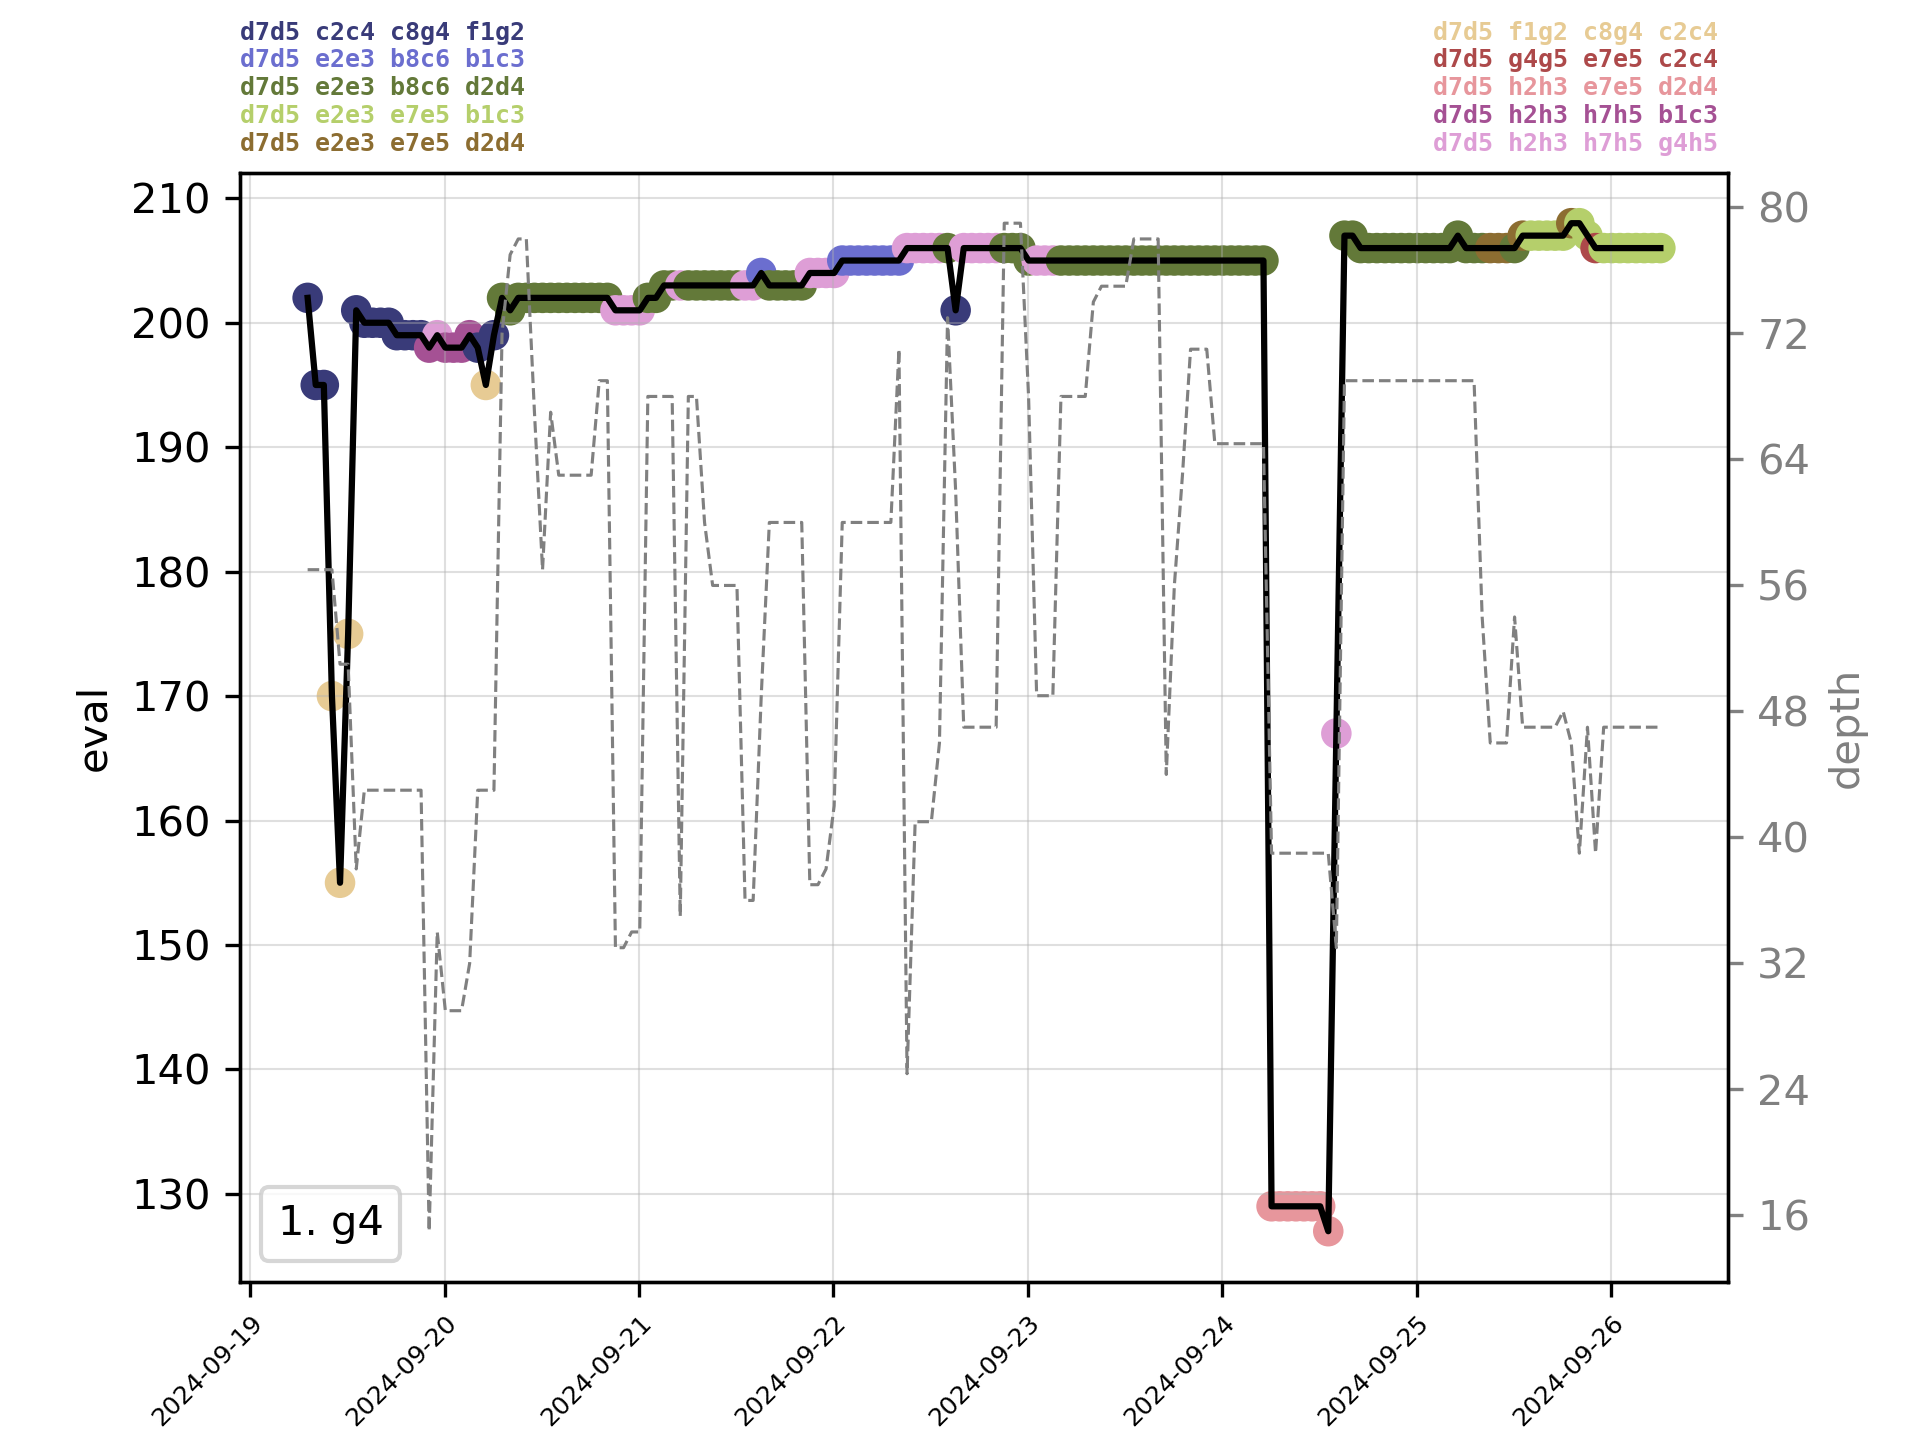 d7d5 c2c4 c8g4 f1g2
d7d5 e2e3 b8c6 b1c3
d7d5 e2e3 b8c6 d2d4
d7d5 e2e3 e7e5 b1c3
d7d5 e2e3 e7e5 d2d4
d7d5 f1g2 c8g4 c2c4
d7d5 g4g5 e7e5 c2c4
d7d5 h2h3 e7e5 d2d4
d7d5 h2h3 h7h5 b1c3
d7d5 h2h3 h7h5 g4h5
210
200
190
180
170
160
150
140
130
eval
80
72
64
56
48
40
32
24
16
depth
1. g4
2024-09-19
2024-09-20
2024-09-21
2024-09-22
2024-09-23
2024-09-24
2024-09-25
2024-09-26